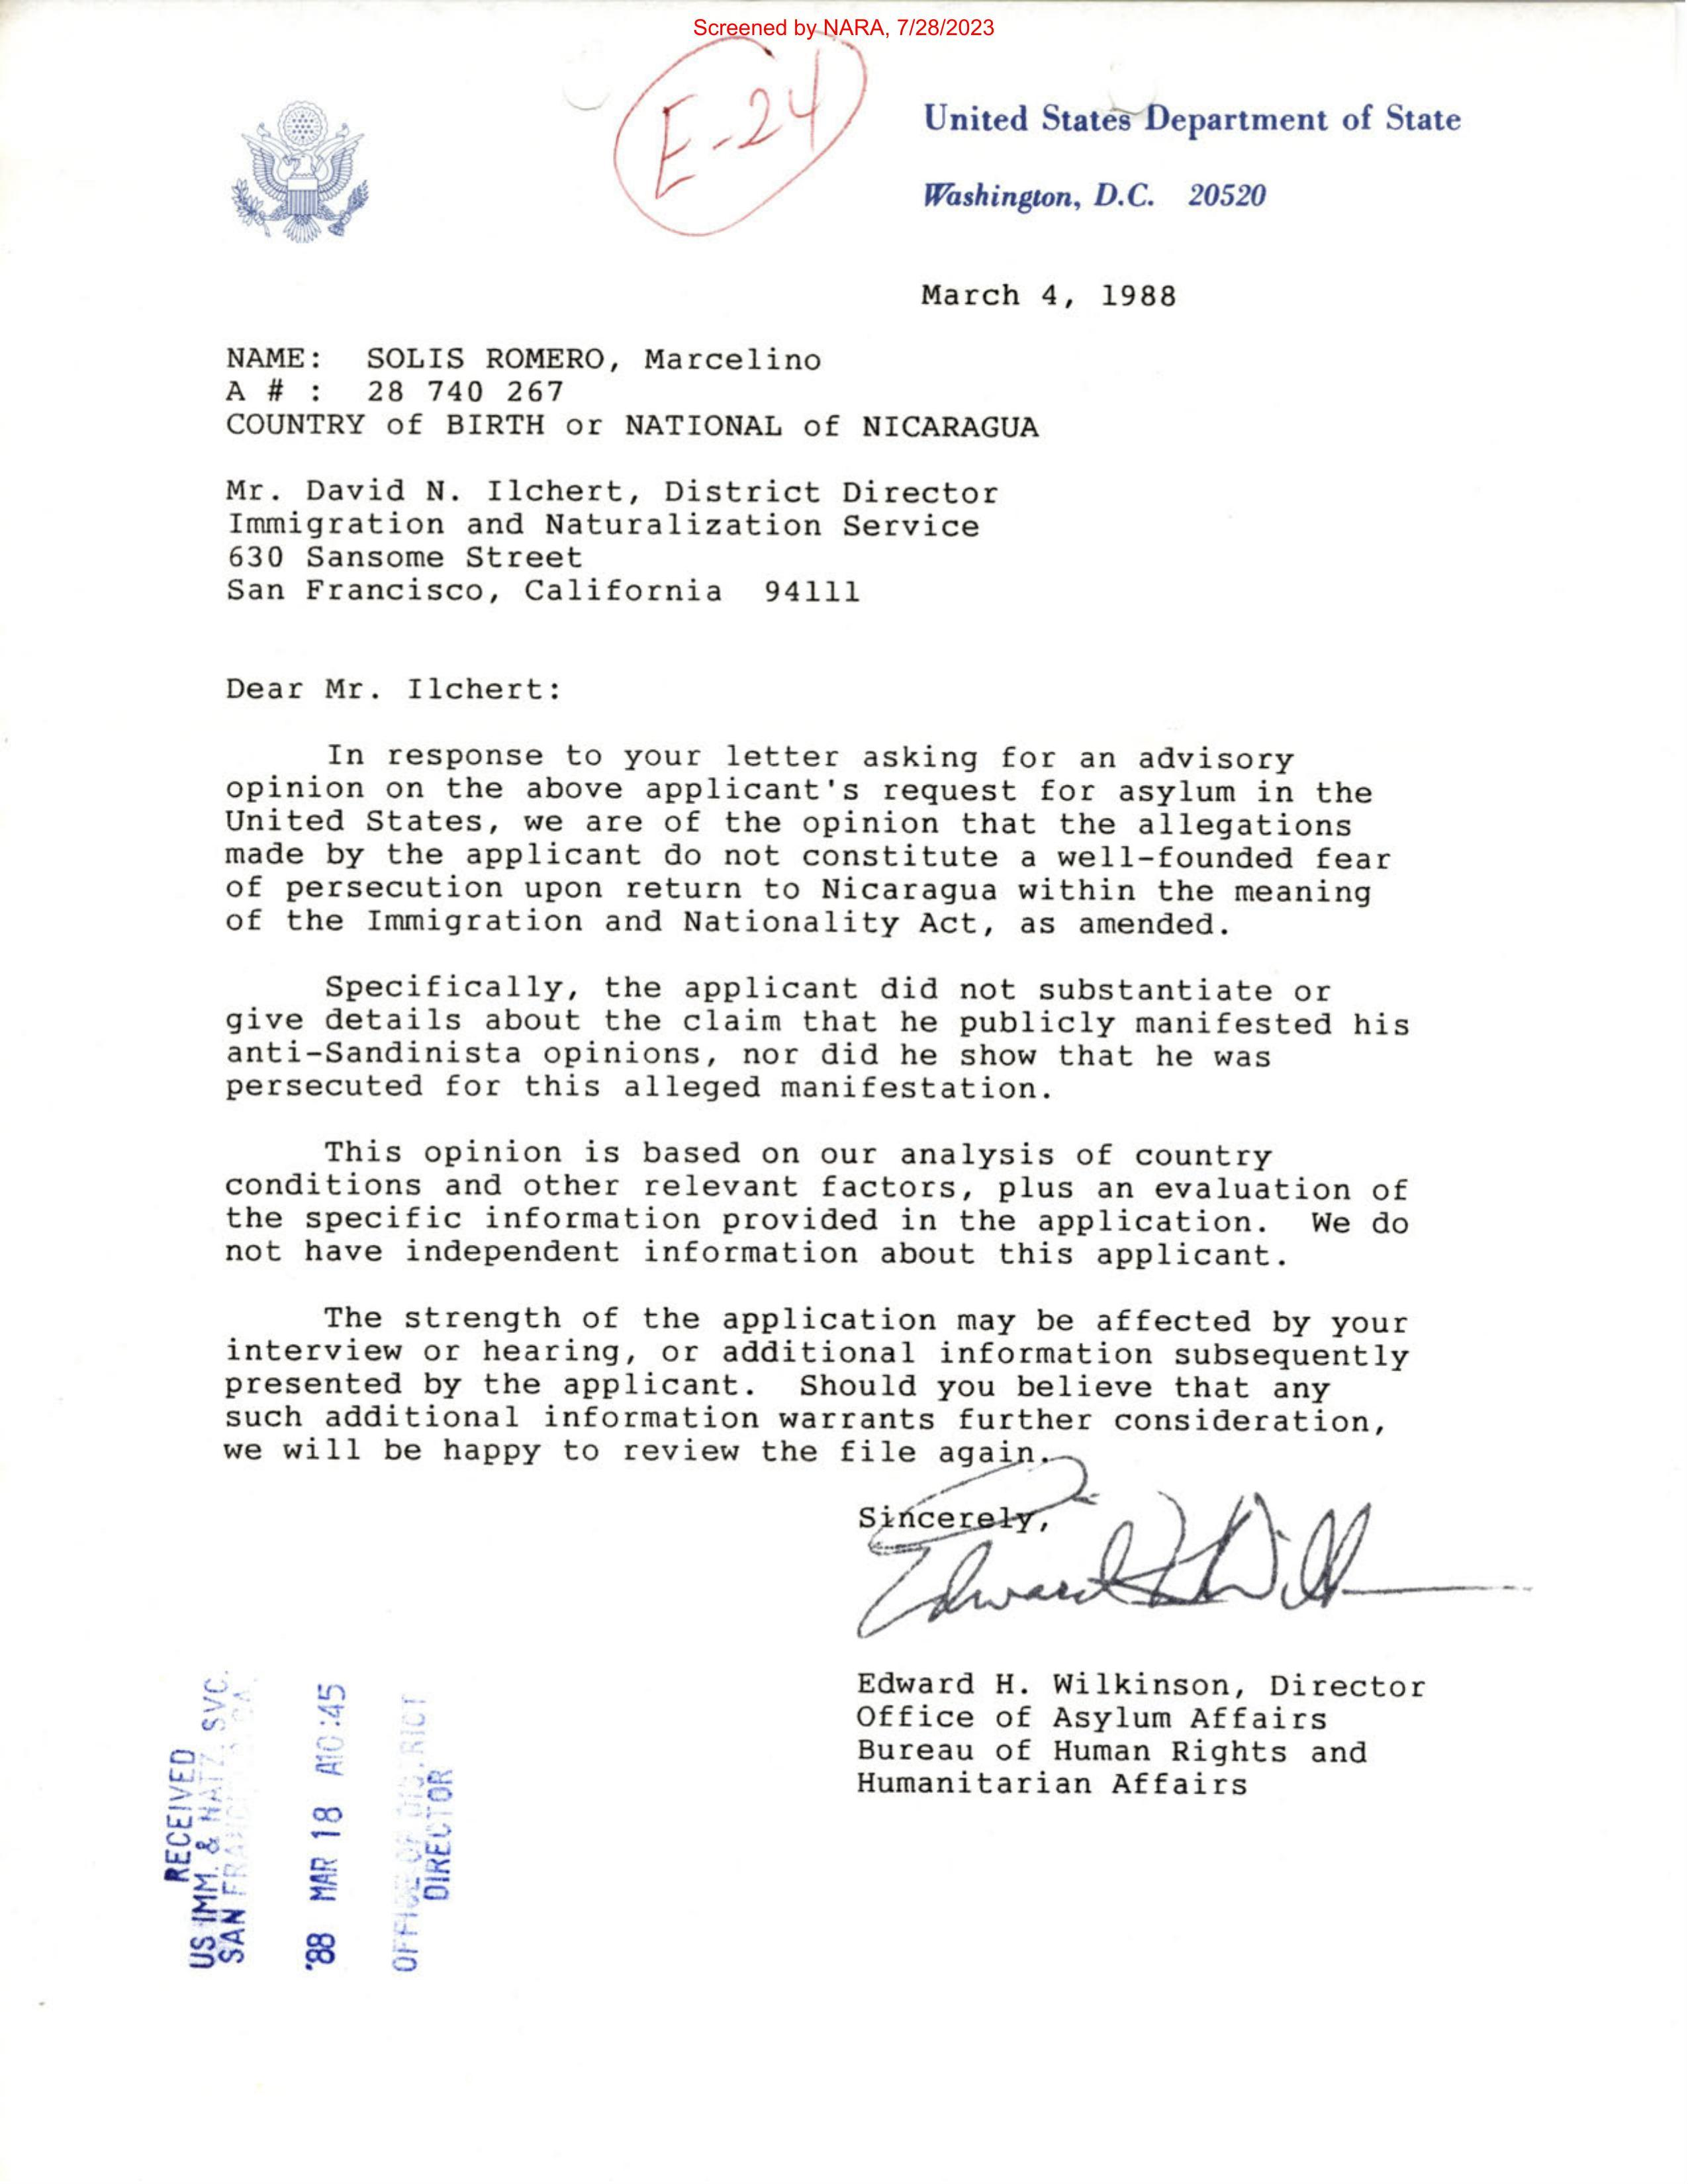 Screened by NARA, 7/28/2023
E-24
United States Department of State
Washington, D.C. 20520
March 4, 1988
NAME: SOLIS ROMERO, Marcelino
A # : 28 740 267
COUNTRY of BIRTH or NATIONAL of NICARAGUA
Mr. David N. Ilchert, District Director
Immigration and Naturalization Service
630 Sansome Street
San Francisco, California 94111
Dear Mr. Ilchert:
In response to your letter asking for an advisory
opinion on the above applicant's request for asylum in the
United States, we are of the opinion that the allegations
made by the applicant do not constitute a well-founded fear
of persecution upon return to Nicaragua within the meaning
of the Immigration and Nationality Act, as amended.
Specifically, the applicant did not substantiate or
give details about the claim that he publicly manifested his
anti-Sandinista opinions, nor did he show that he was
persecuted for this alleged manifestation.
This opinion is based on our analysis of country
conditions and other relevant factors, plus an evaluation of
the specific information provided in the application. We do
not have independent information about this applicant.
The strength of the application may be affected by your
interview or hearing, or additional information subsequently
presented by the applicant. Should you believe that any
such additional information warrants further consideration,
we will be happy to review the file again.
Sincerely,
Edward H. Wilkinson, Director
Office of Asylum Affairs
Bureau of Human Rights and
Humanitarian Affairs
RECEIVED
US IMM. & NATZ. SVC.
SAN FRANCISCO, CA.
'88 MAR 18 A10:45
OFFICE OF DISTRICT
DIRECTOR